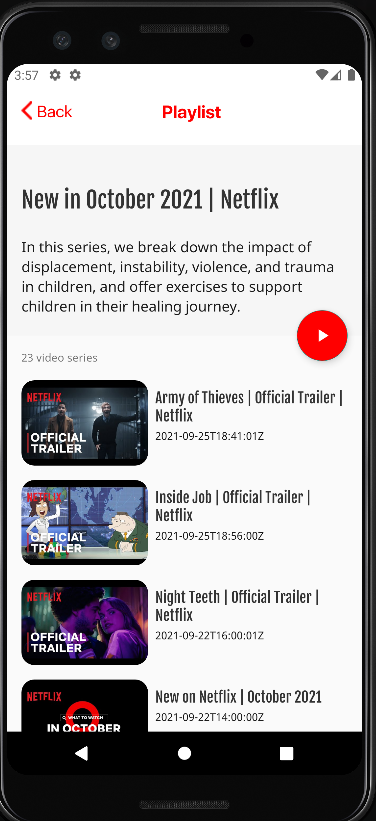 3:57
Back
Playlist
New in October 2021 | Netflix
In this series, we break down the impact of
displacement, instability, violence, and trauma
in children, and offer exercises to support
children in their healing journey.
23 video series
NETFLIX
OFFICIAL
TRAILER
Army of Thieves | Official Trailer |
Netflix
2021-09-25T18:41:01Z
NETFLIX
OFFICIAL
TRAILER
Inside Job | Official Trailer |
Netflix
2021-09-25T18:56:00Z
NETFLIX
OFFICIAL
TRAILER
Night Teeth | Official Trailer |
Netflix
2021-09-22T16:00:01Z
NETFLIX
WHAT TO WATCH
IN OCTOBER
New on Netflix | October 2021
2021-09-22T14:00:00Z